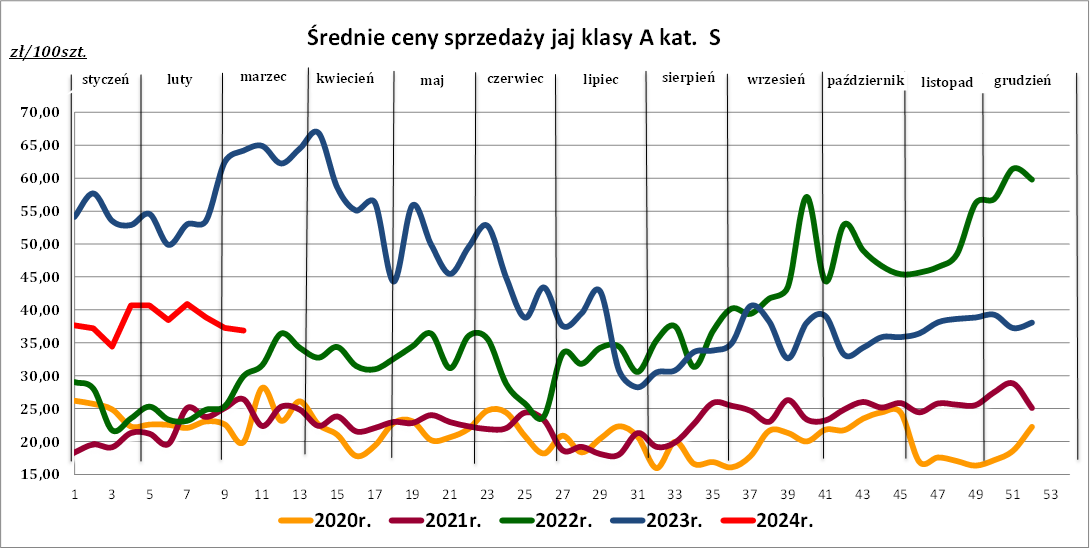 Średnie ceny sprzedaży jaj klasy A kat. S
zł/100szt.
styczeń luty marzec kwiecień maj czerwiec lipiec sierpień wrzesień październik listopad grudzień
70,00
65,00
60,00
55,00
50,00
45,00
40,00
35,00
30,00
25,00
20,00
15,00
1 3 5 7 9 11 13 15 17 19 21 23 25 27 29 31 33 35 37 39 41 43 45 47 49 51 53
2020r. 2021r. 2022r. 2023r. 2024r.